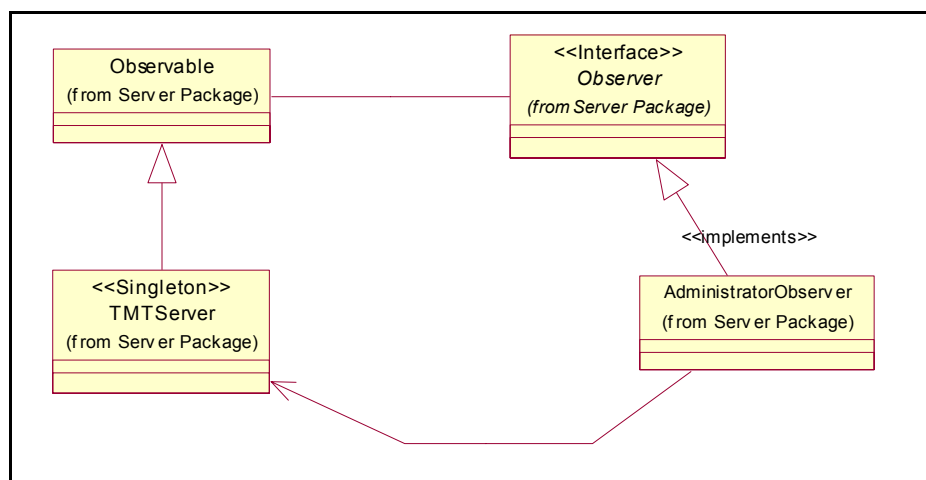 Observable
(from Server Package)
<<Interface>>
Observer
(from Server Package)
<<implements>>
<<Singleton>>
TMTServer
(from Server Package)
AdministratorObserver
(from Server Package)